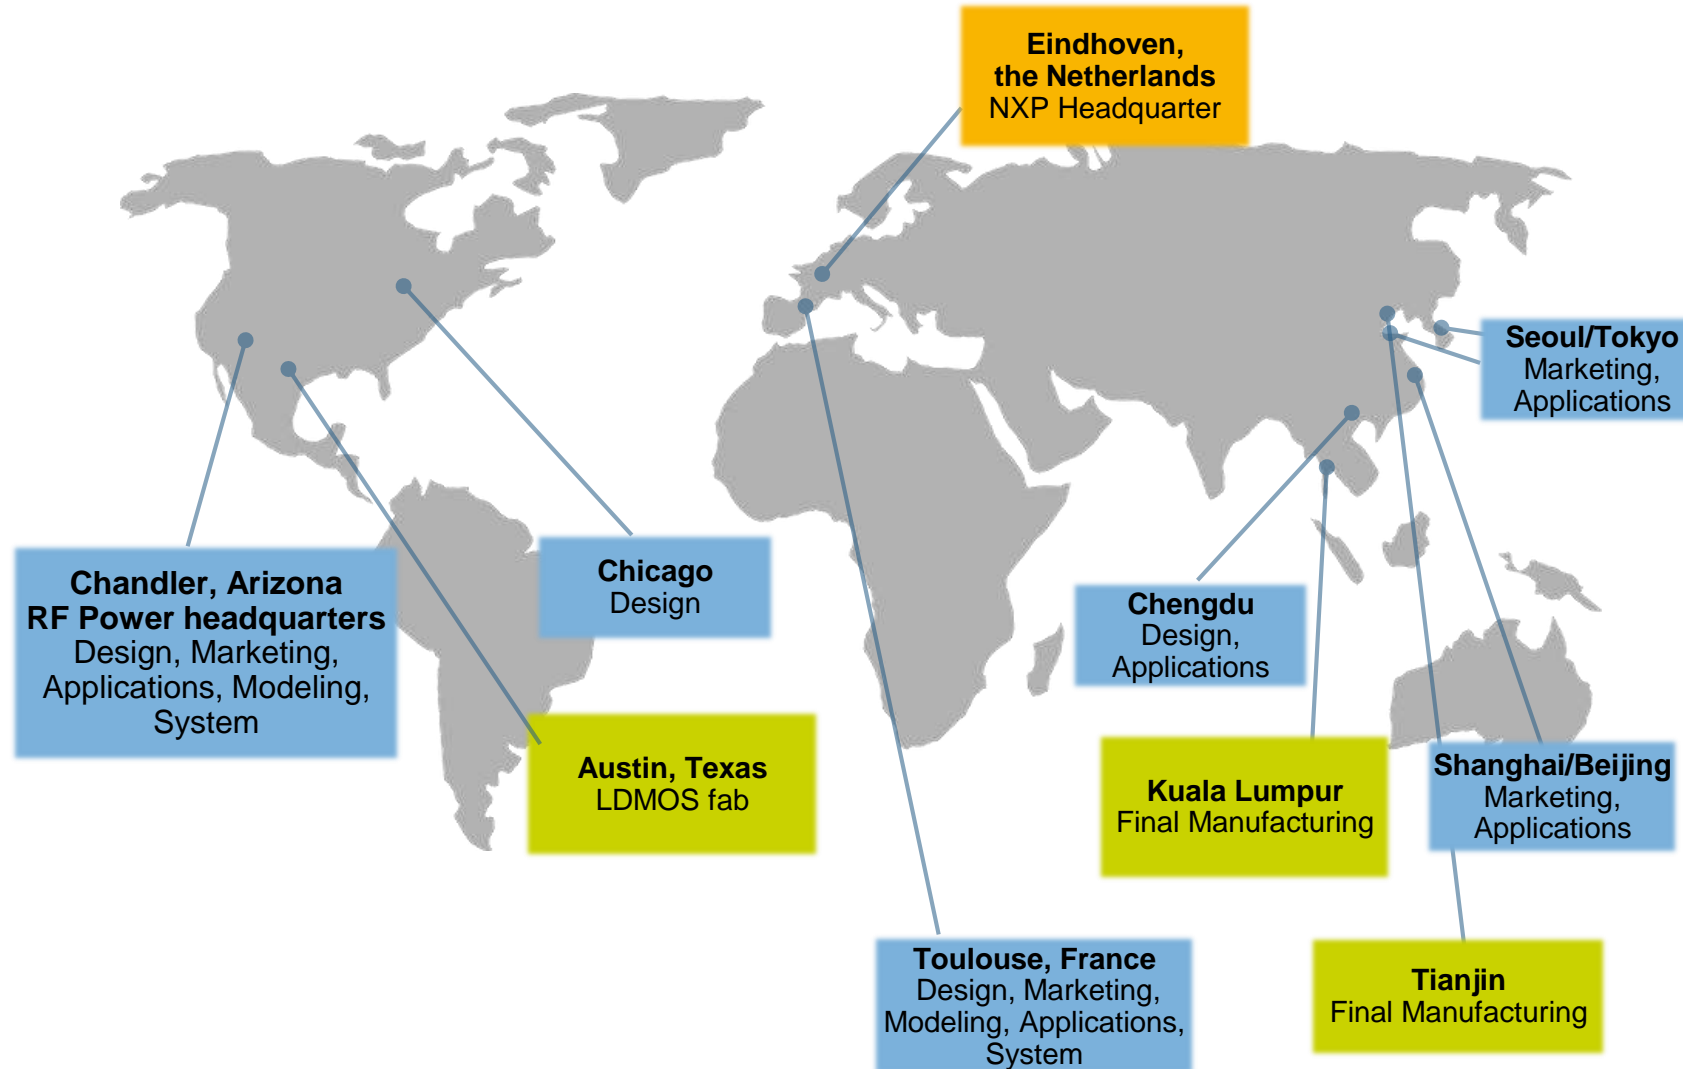 Eindhoven,
the Netherlands
NXP Headquarter
Seoul/Tokyo
Marketing,
Applications
Chandler, Arizona
RF Power headquarters
Design, Marketing,
Applications, Modeling,
System
Chicago
Design
Chengdu
Design,
Applications
Austin, Texas
LDMOS fab
Kuala Lumpur
Final Manufacturing
Shanghai/Beijing
Marketing,
Applications
Toulouse, France
Design, Marketing,
Modeling, Applications,
System
Tianjin
Final Manufacturing